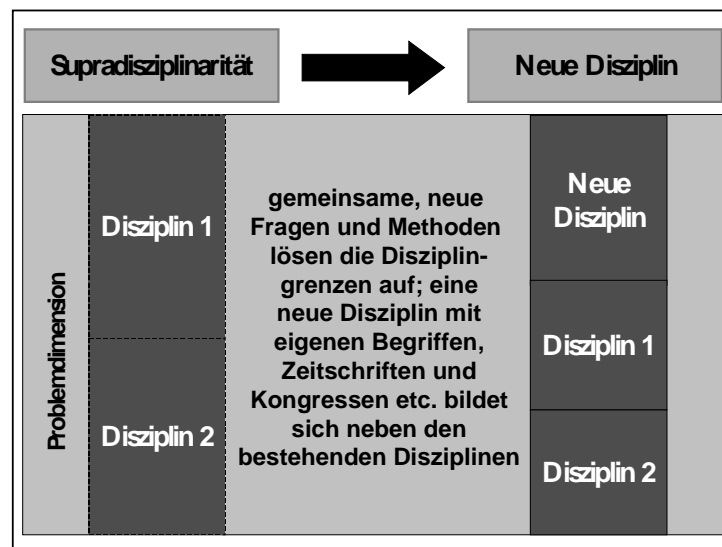 Supradisziplinarität
Neue Disziplin
Problemdimension
Disziplin 1
Disziplin 2
gemeinsame, neue
Fragen und Methoden
lösen die Disziplin-
grenzen auf; eine
neue Disziplin mit
eigenen Begriffen,
Zeitschriften und
Kongressen etc. bildet
sich neben den
bestehenden Disziplinen
Neue
Disziplin
Disziplin 1
Disziplin 2